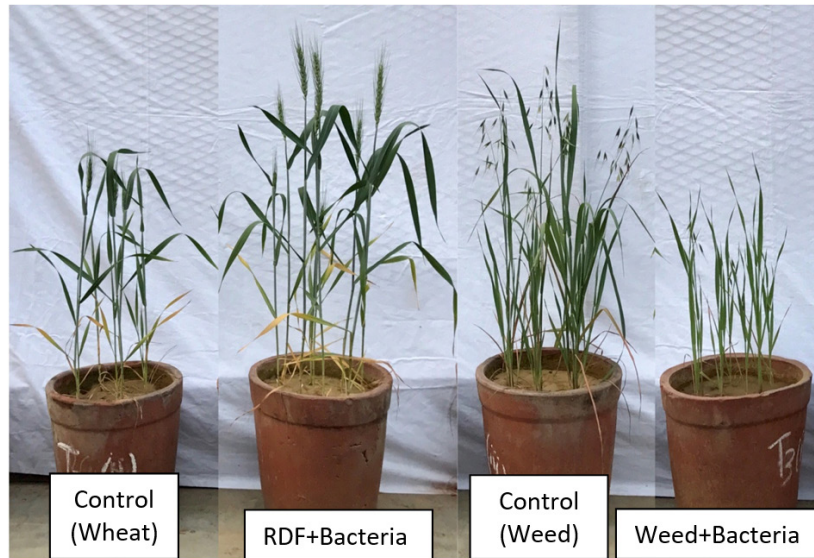 Control
(Wheat)
RDF+Bacteria
Control
(Weed)
Weed+Bacteria